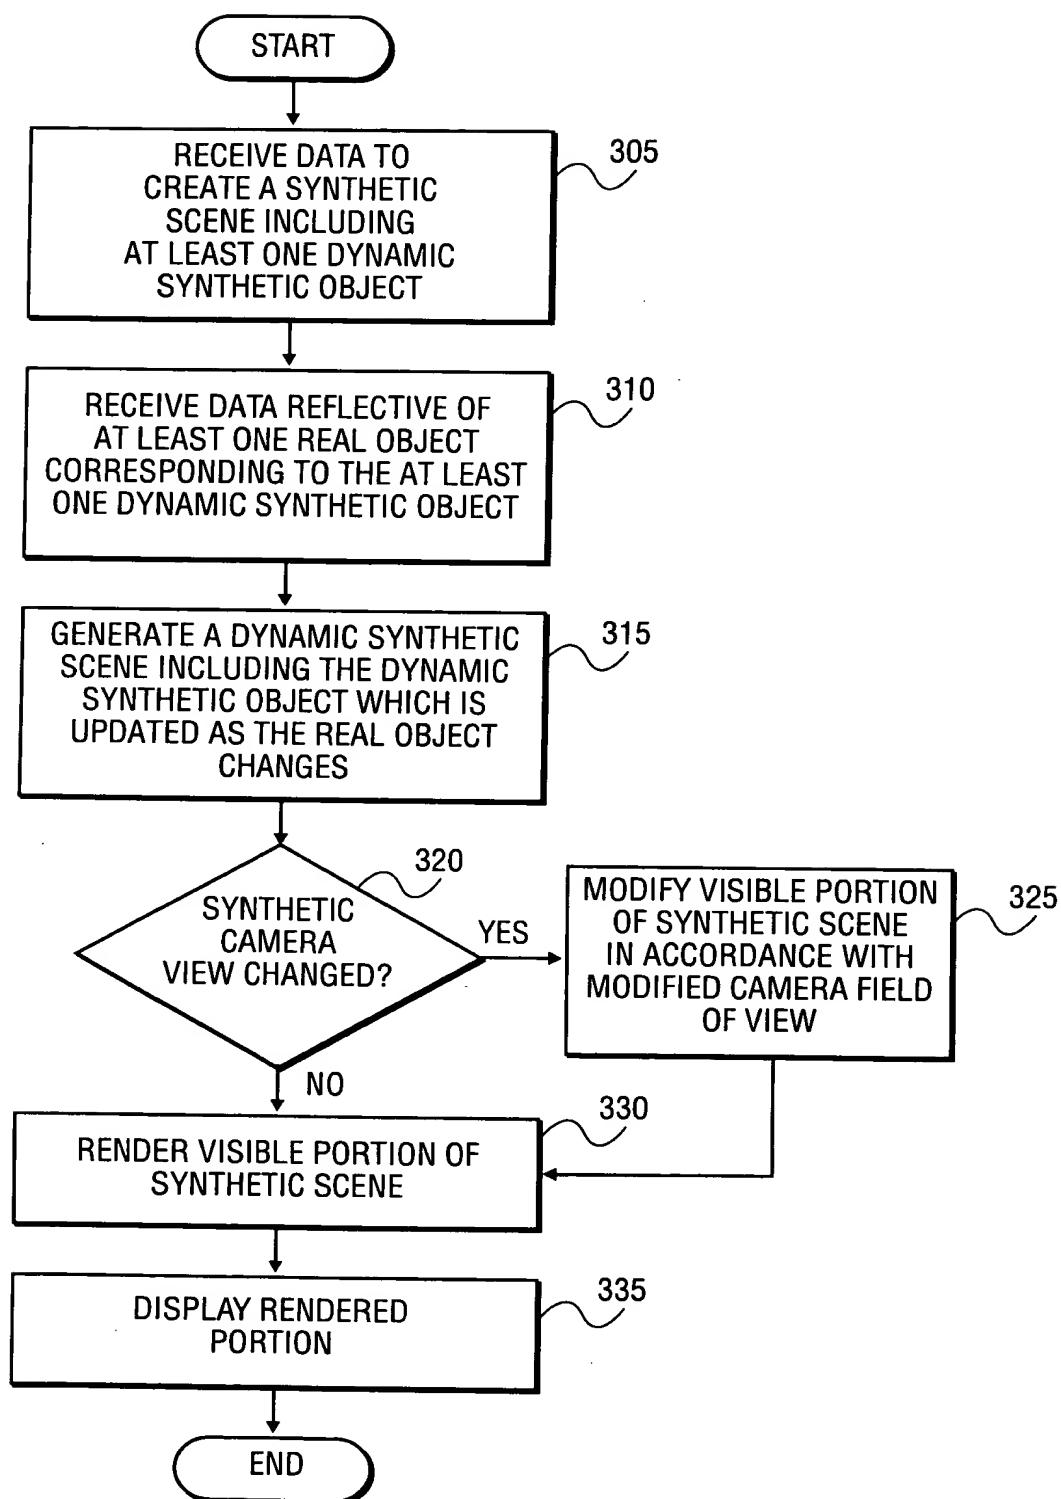 START
RECEIVE DATA TO
CREATE A SYNTHETIC
SCENE INCLUDING
AT LEAST ONE DYNAMIC
SYNTHETIC OBJECT
305
RECEIVE DATA REFLECTIVE OF
AT LEAST ONE REAL OBJECT
CORRESPONDING TO THE AT LEAST
ONE DYNAMIC SYNTHETIC OBJECT
310
GENERATE A DYNAMIC SYNTHETIC
SCENE INCLUDING THE DYNAMIC
SYNTHETIC OBJECT WHICH IS
UPDATED AS THE REAL OBJECT
CHANGES
315
SYNTHETIC
CAMERA
VIEW CHANGED?
320
YES
MODIFY VISIBLE PORTION
OF SYNTHETIC SCENE
IN ACCORDANCE WITH
MODIFIED CAMERA FIELD
OF VIEW
325
NO
RENDER VISIBLE PORTION OF
SYNTHETIC SCENE
330
DISPLAY RENDERED
PORTION
335
END